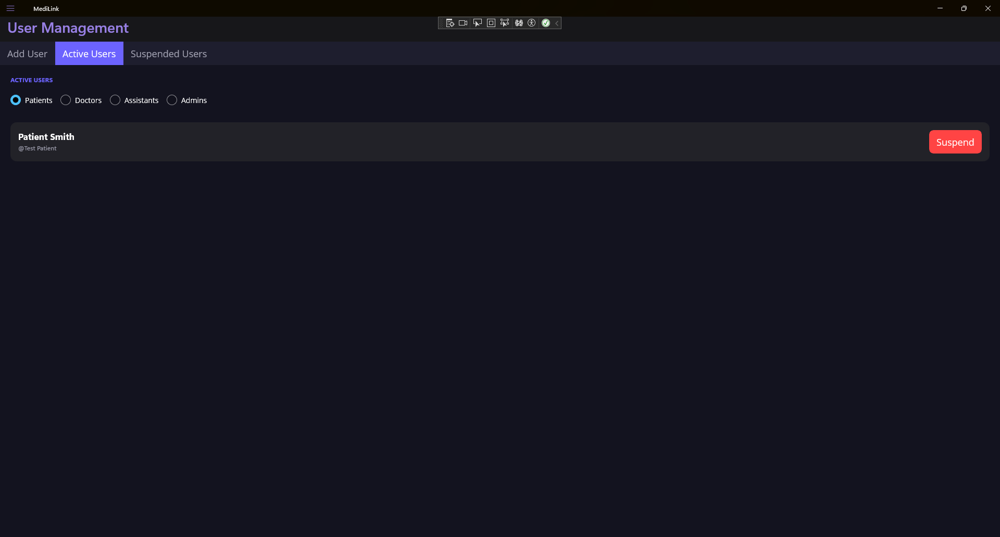 MediLink
User Management
Add User Active Users Suspended Users
ACTIVE USERS
Patients Doctors Assistants Admins
Patient Smith
@Test Patient
Suspend